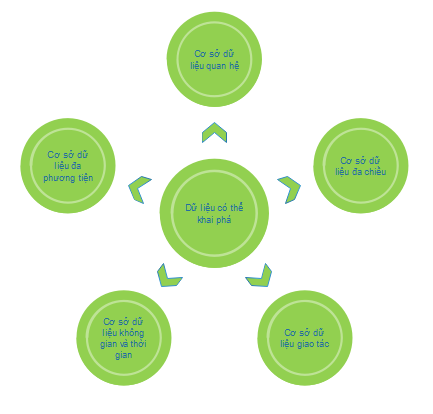 Cơ sở dữ
liệu quan hệ
Cơ sở dữ
liệu đa
phương tiện
Cơ sở dữ
liệu đa chiều
Dữ liệu có thể
khai phá
Cơ sở dữ
liệu không
gian và thời
gian
Cơ sở dữ
liệu giao tác